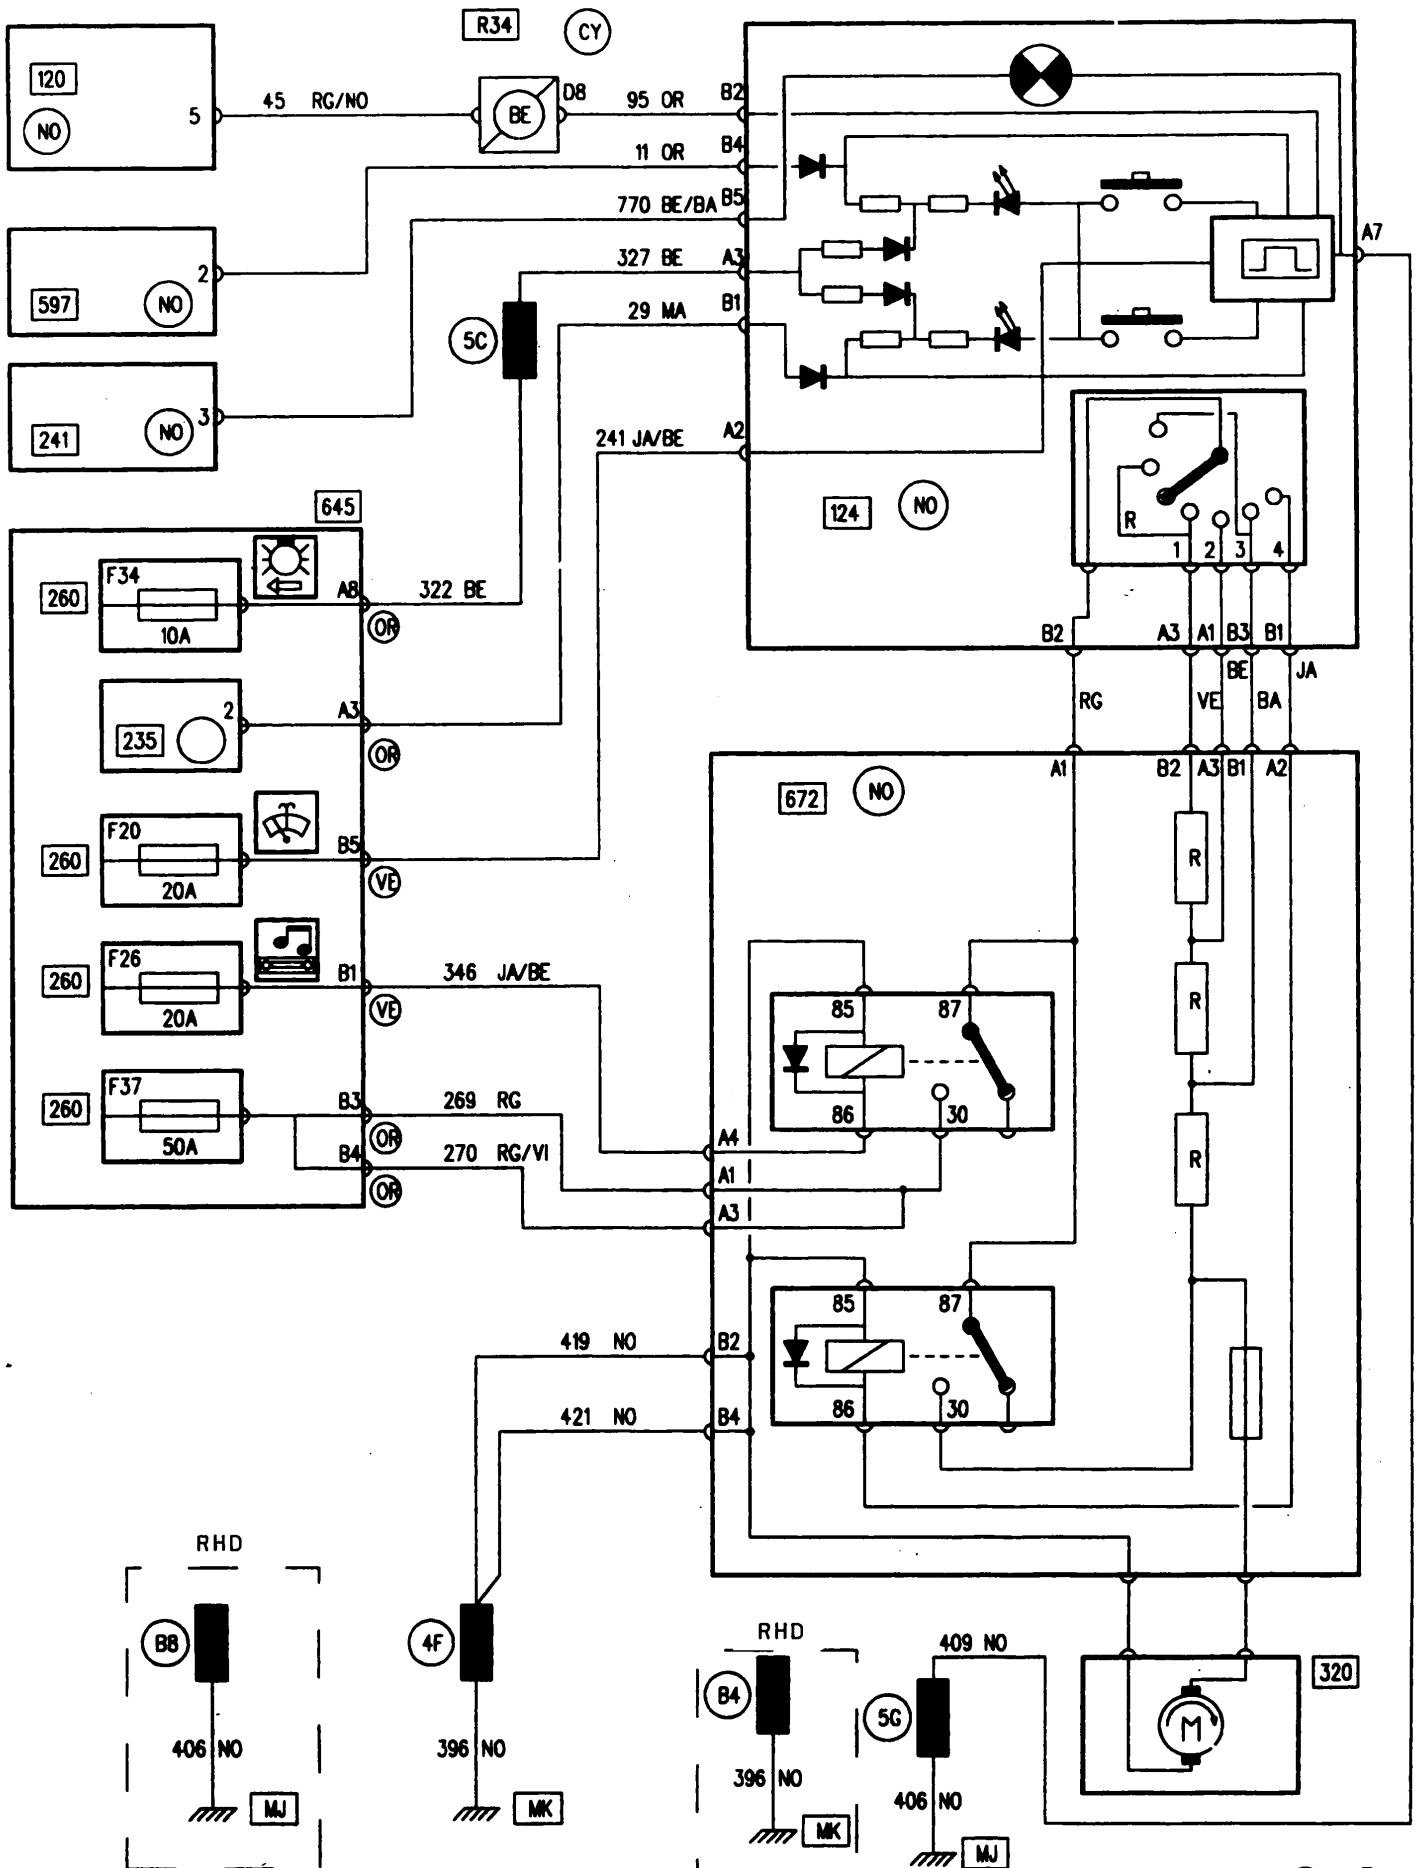 R34 CY
120
NO
5
45 RG/NO
BE
D8
95 OR
B2
11 OR
B4
770 BE/BA
B5
327 BE
A3
29 MA
B1
A7
597
NO
2
5C
241
NO
3
241 JA/BE
A2
124
NO
R
1 2 3 4
B2 A3 A1 B3 B1
RG VE BE BA JA
645
260
F34
10A
A8
OR
322 BE
235
2
A3
OR
260
F20
20A
B5
VE
260
F26
20A
B1
VE
346 JA/BE
260
F37
50A
B3
OR
269 RG
B4
OR
270 RG/VI
672
NO
A1 B2 A3 B1 A2
R
R
R
85 87
86 30
A4
A1
A3
85 87
86 30
419 NO
B2
421 NO
B4
RHD
B8
406 NO
MJ
4F
396 NO
MK
RHD
B4
396 NO
MK
409 NO
5G
406 NO
MJ
320
M